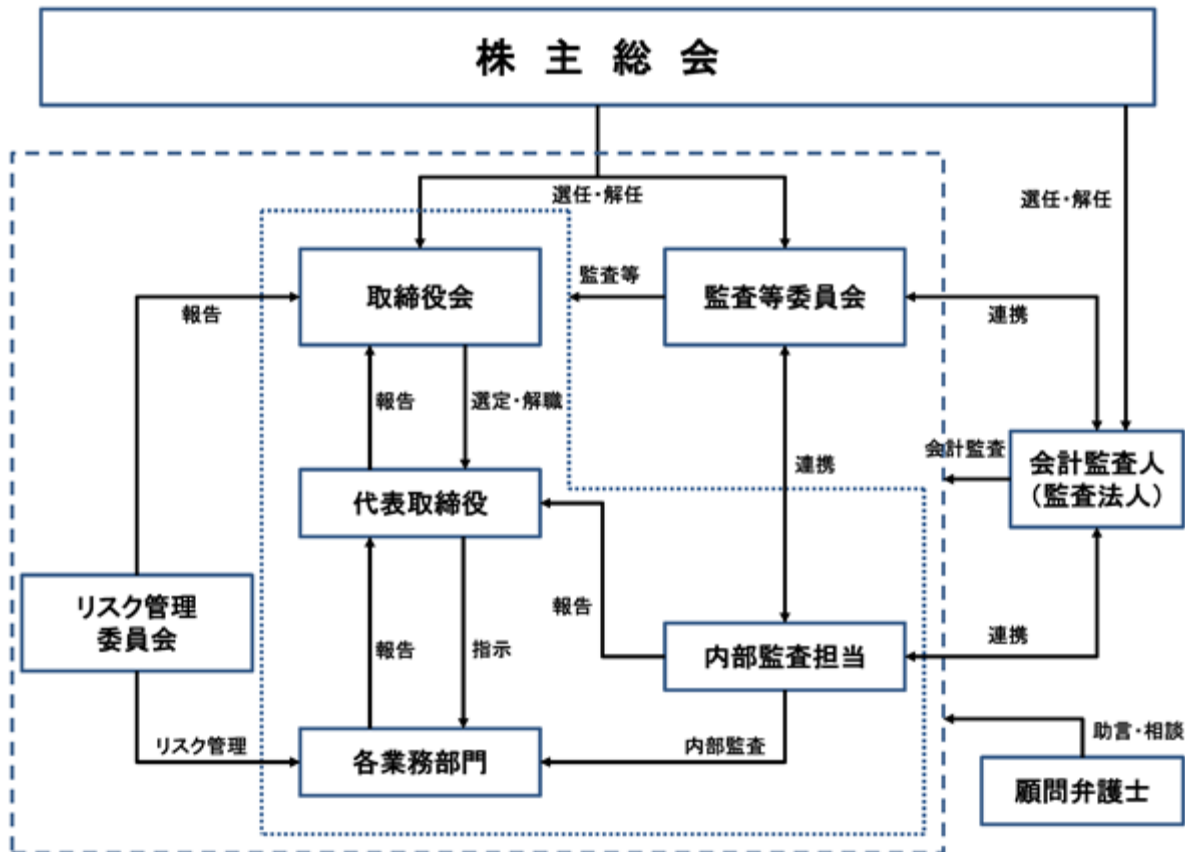 株主総会
選任・解任
選任・解任
取締役会
監査等
監査等委員会
報告
連携
報告
選定・解職
会計監査
会計監査人
（監査法人）
連携
代表取締役
リスク管理
委員会
報告
報告
指示
内部監査担当
連携
リスク管理
各業務部門
内部監査
助言・相談
顧問弁護士